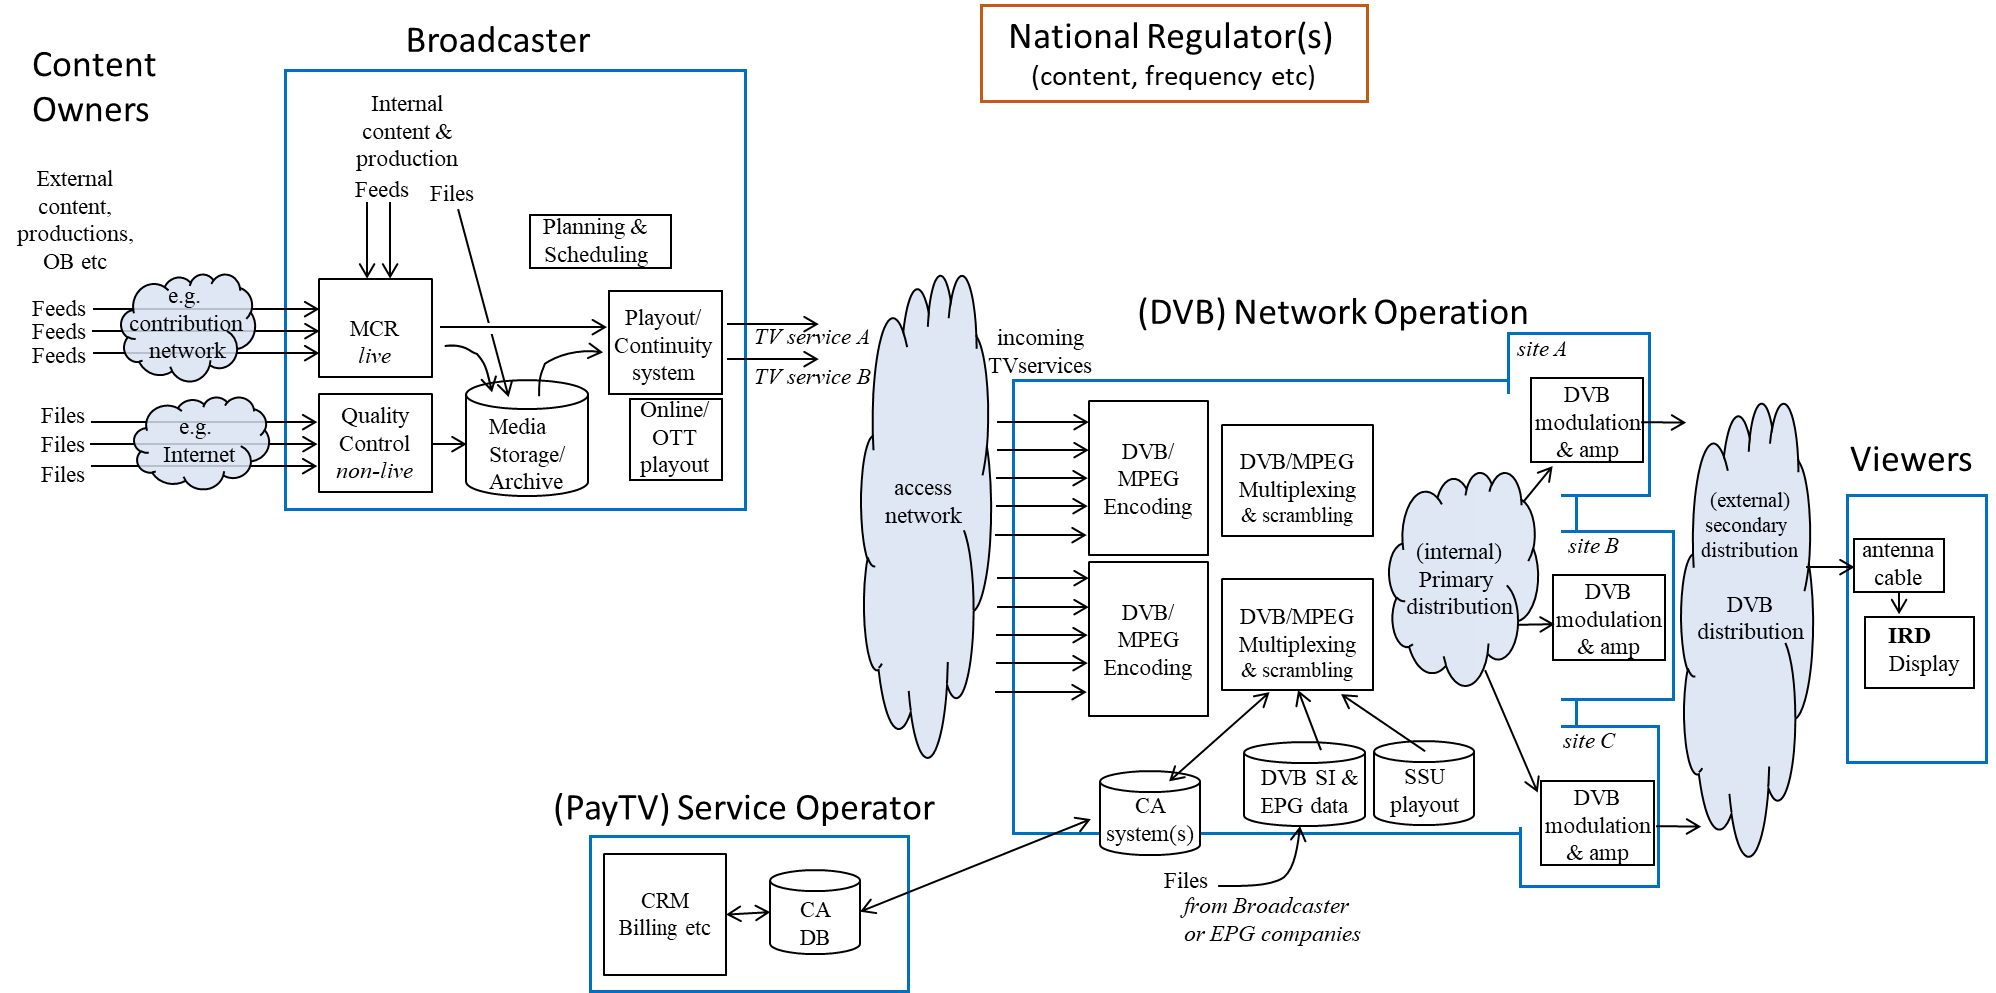 Content
Owners
External
content,
productions,
OB etc
Feeds
Feeds
Feeds
e.g.
contribution
network
Files
Files
Files
e.g.
Internet
Broadcaster
Internal
content &
production
Feeds
Files
Planning &
Scheduling
MCR
live
Quality
Control
non-live
Media
Storage/
Archive
Playout/
Continuity
system
Online/
OTT
playout
TV service A
TV service B
National Regulator(s)
(content, frequency etc)
access
network
(DVB) Network Operation
incoming
TVservices
DVB/
MPEG
Encoding
DVB/
MPEG
Encoding
DVB/MPEG
Multiplexing
& scrambling
DVB/MPEG
Multiplexing
& scrambling
(internal)
Primary
distribution
site A
DVB
modulation
& amp
site B
DVB
modulation
& amp
site C
DVB
modulation
& amp
CA
system(s)
DVB SI &
EPG data
SSU
playout
Files
from Broadcaster
or EPG companies
(PayTV) Service Operator
CRM
Billing etc
CA
DB
(external)
secondary
distribution
DVB
distribution
Viewers
antenna
cable
IRD
Display